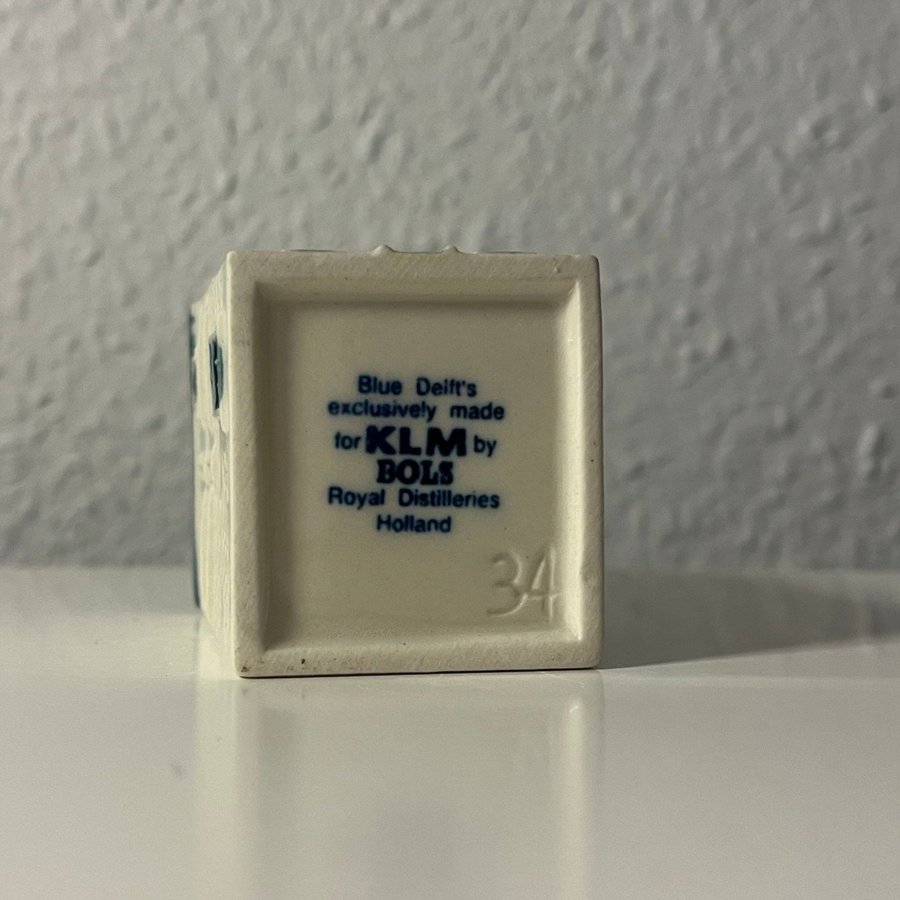 Blue Delft's
exclusively made
for KLM by
BOLS
Royal Distilleries
Holland
34